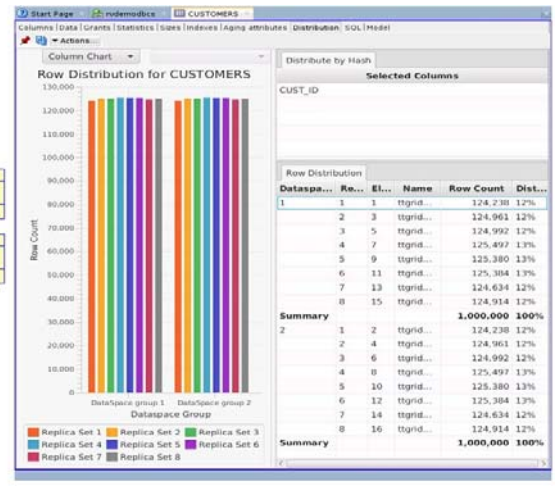 Start Page rudemodbcs CUSTOMERS
Columns Data Grants Statistics Sizes Indexes Aging attributes Distribution SQL Model
Actions...
Column Chart
Row Distribution for CUSTOMERS
130,000
120,000
110,000
100,000
90,000
80,000
70,000
60,000
50,000
40,000
30,000
20,000
10,000
0
Row Count
DataSpace group 1 DataSpace group 2
Dataspace Group
Replica Set 1 Replica Set 2 Replica Set 3
Replica Set 4 Replica Set 5 Replica Set 6
Replica Set 7 Replica Set 8
Distribute by Hash
Selected Columns
CUST_ID
Row Distribution
Dataspa... Re... El... Name Row Count Dist...
1 1 1 ttgrid... 124,238 12%
2 3 ttgrid... 124,961 12%
3 5 ttgrid... 124,992 12%
4 7 ttgrid... 125,497 13%
5 9 ttgrid... 125,380 13%
6 11 ttgrid... 125,384 13%
7 13 ttgrid... 124,634 12%
8 15 ttgrid... 124,914 12%
Summary 1,000,000 100%
2 1 2 ttgrid... 124,238 12%
2 4 ttgrid... 124,961 12%
3 6 ttgrid... 124,992 12%
4 8 ttgrid... 125,497 13%
5 10 ttgrid... 125,380 13%
6 12 ttgrid... 125,384 13%
7 14 ttgrid... 124,634 12%
8 16 ttgrid... 124,914 12%
Summary 1,000,000 100%